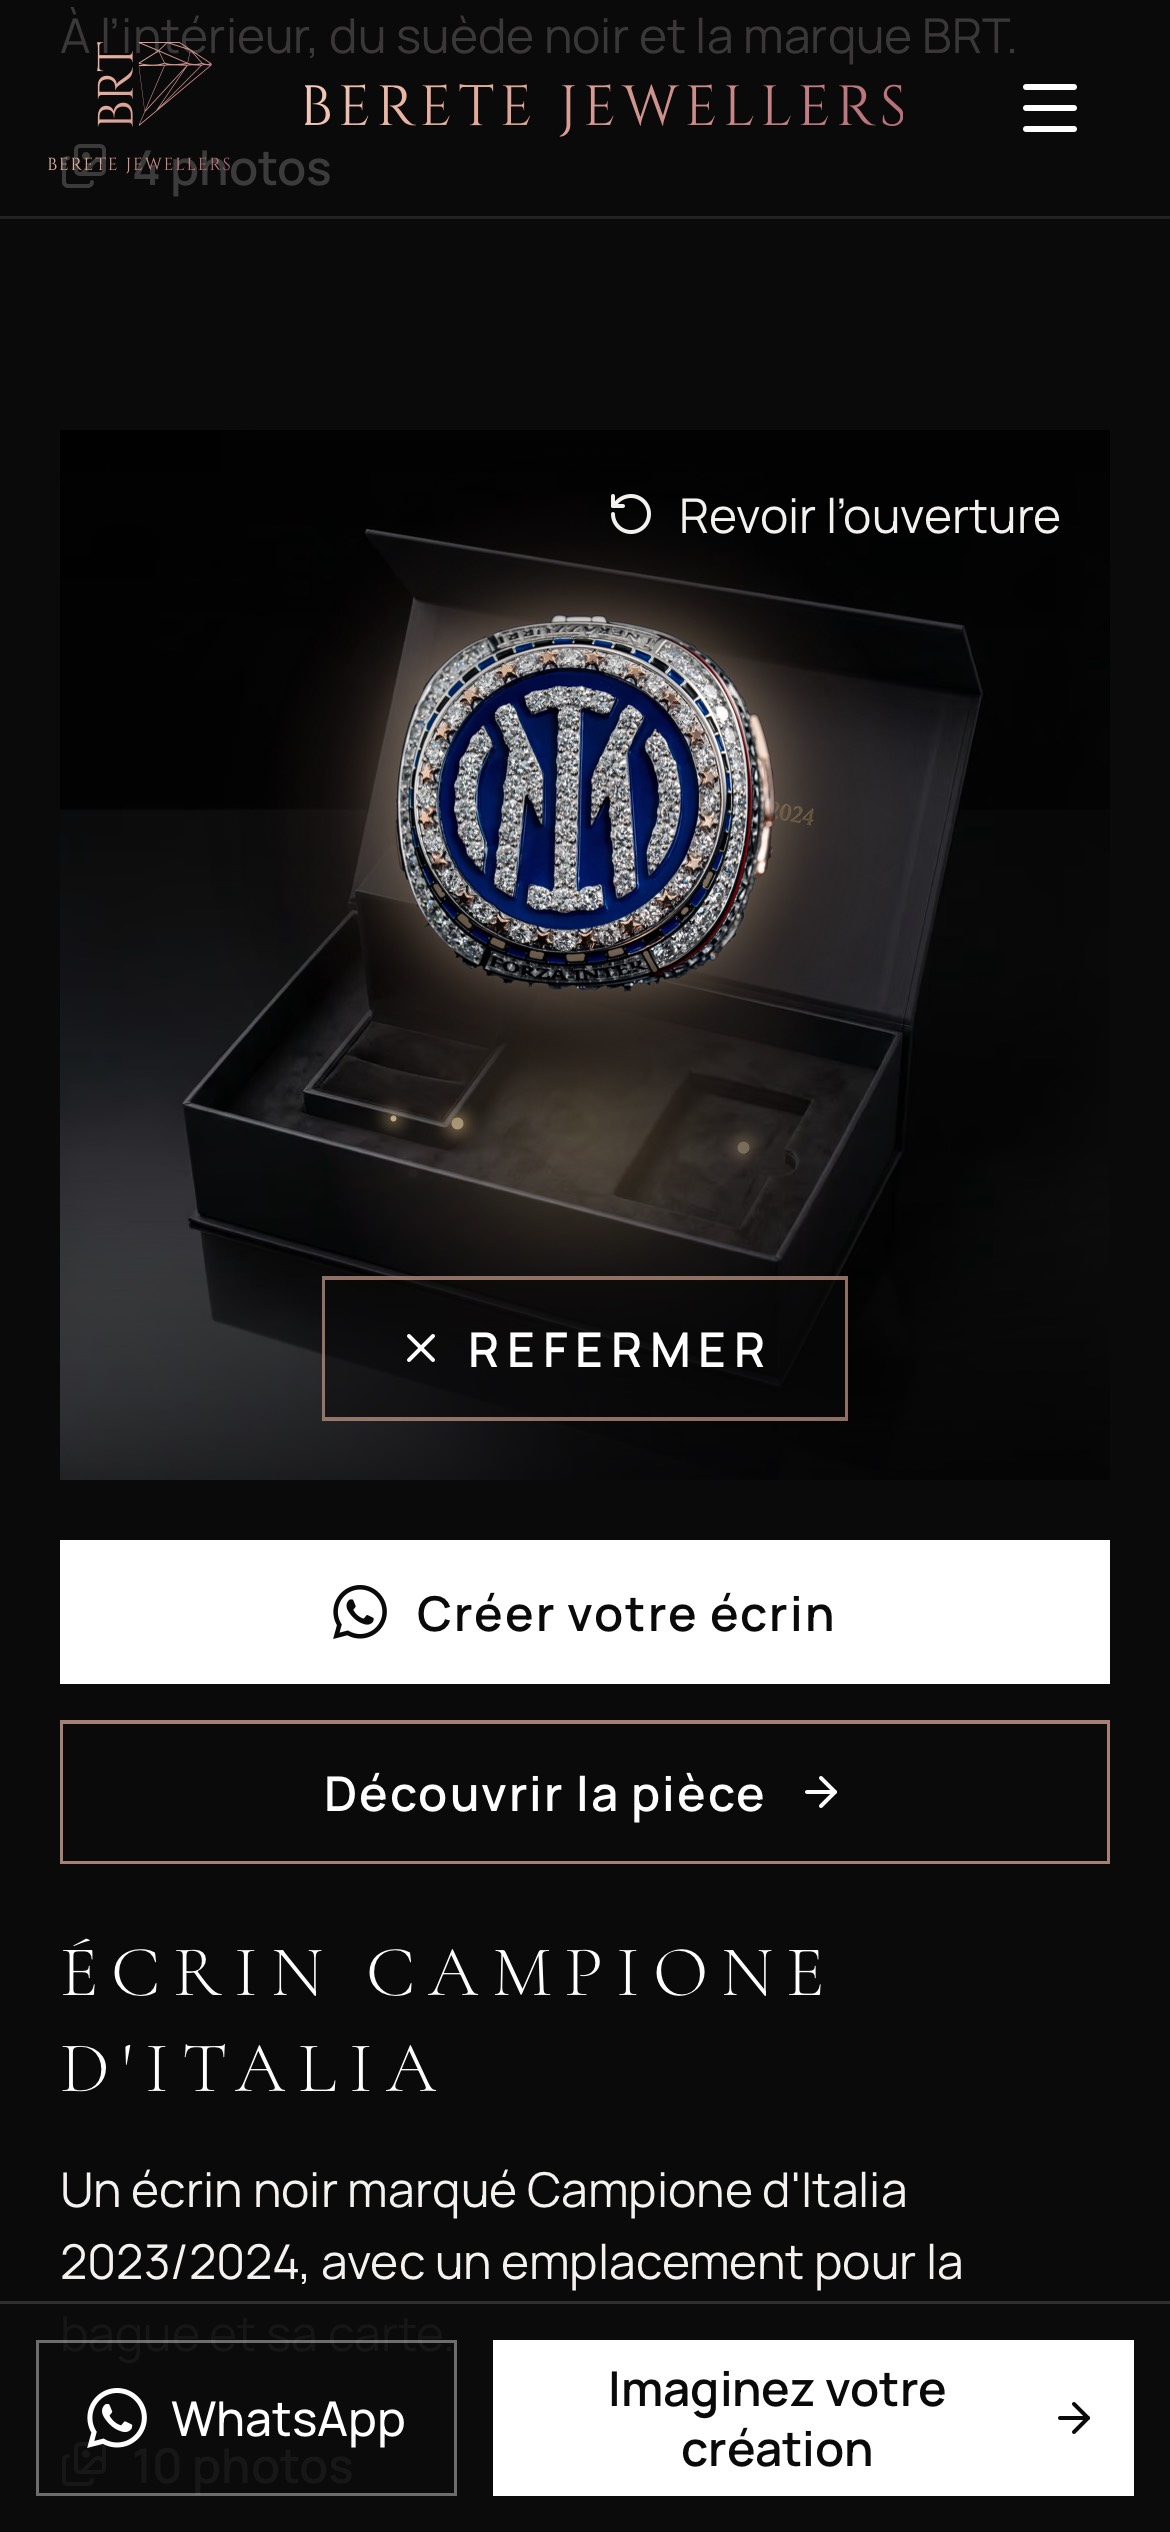 À l’intérieur, du suède noir et la marque BRT.
BRT
BERETE JEWELLERS
BERETE JEWELLERS
4 photos
Revoir l’ouverture
NERAZZURRI
2024
FORZA INTER
REFERMER
Créer votre écrin
Découvrir la pièce
ÉCRIN CAMPIONE
D'ITALIA
Un écrin noir marqué Campione d'Italia
2023/2024, avec un emplacement pour la
bague et sa carte.
WhatsApp
Imaginez votre
création
10 photos